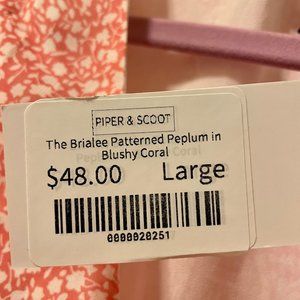 PIPER & SCOOT
The Brialee Patterned Peplum in
Blushy Coral
$48.00 Large
0000020251